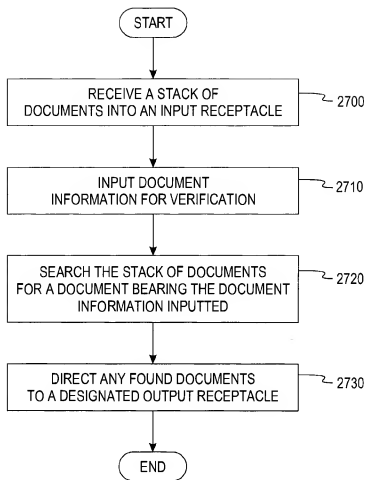 START
RECEIVE A STACK OF
DOCUMENTS INTO AN INPUT RECEPTACLE
2700
INPUT DOCUMENT
INFORMATION FOR VERIFICATION
2710
SEARCH THE STACK OF DOCUMENTS
FOR A DOCUMENT BEARING THE DOCUMENT
INFORMATION INPUTTED
2720
DIRECT ANY FOUND DOCUMENTS
TO A DESIGNATED OUTPUT RECEPTACLE
2730
END